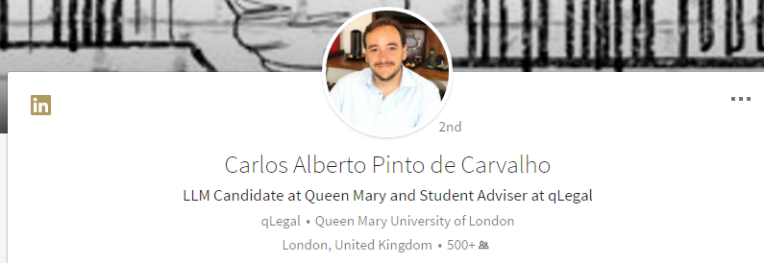 in
2nd
Carlos Alberto Pinto de Carvalho
LLM Candidate at Queen Mary and Student Adviser at qLegal
qLegal • Queen Mary University of London
London, United Kingdom • 500+